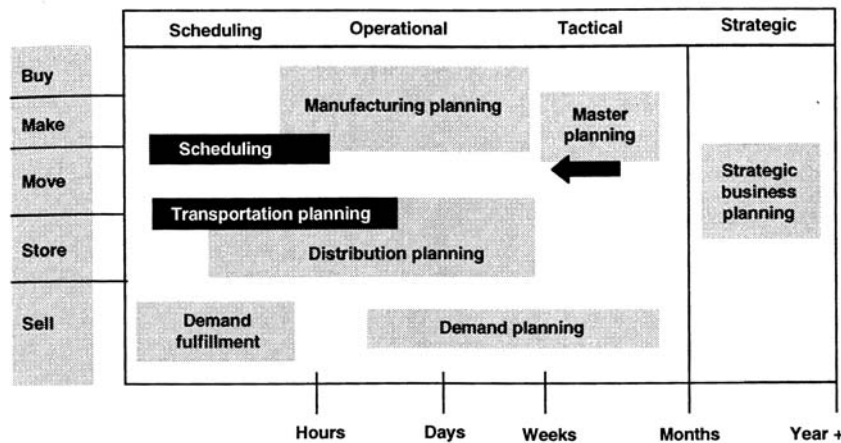 Scheduling Operational Tactical Strategic
Buy
Manufacturing planning
Master
planning
Make
Scheduling
Move
Strategic
business
planning
Transportation planning
Store
Distribution planning
Sell
Demand
fulfillment
Demand planning
Hours Days Weeks Months Year +